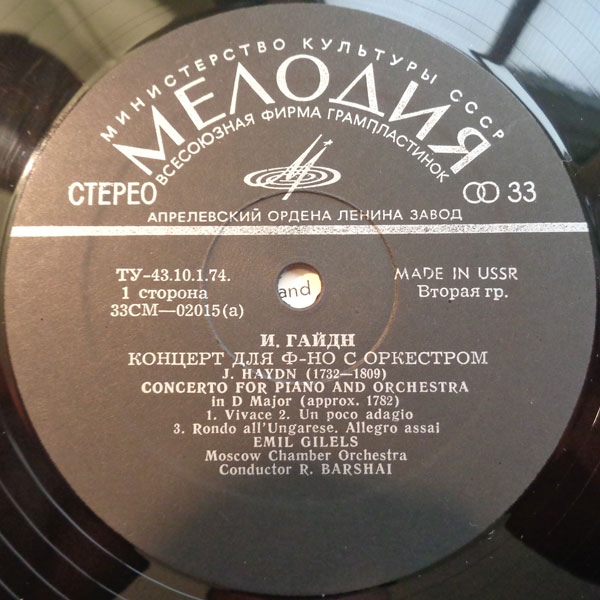 МИНИСТЕРСТВО КУЛЬТУРЫ СССР
МЕЛОДИЯ
ВСЕСОЮЗНАЯ ФИРМА ГРАМПЛАСТИНОК
СТЕРЕО
33
АПРЕЛЕВСКИЙ ОРДЕНА ЛЕНИНА ЗАВОД
ТУ-43.10.1.74.
and
MADE IN USSR
1 сторона
Вторая гр.
33СМ—02015(а)
И. ГАЙДН
КОНЦЕРТ ДЛЯ Ф-НО С ОРКЕСТРОМ
J. HAYDN (1732—1809)
CONCERTO FOR PIANO AND ORCHESTRA
in D Major (approx. 1782)
1. Vivace 2. Un poco adagio
3. Rondo all'Ungarese. Allegro assai
EMIL GILELS
Moscow Chamber Orchestra
Conductor R. BARSHAI